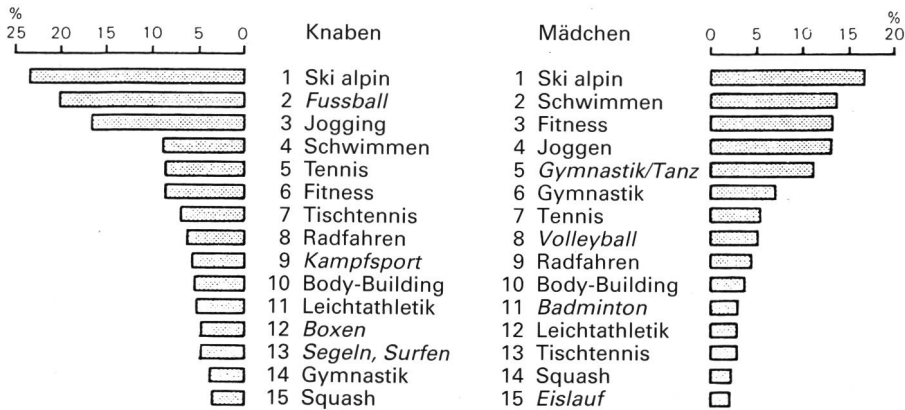 % Knaben Mädchen %
25 20 15 10 5 0 0 5 10 15 20
1 Ski alpin 1 Ski alpin
2 Fussball 2 Schwimmen
3 Jogging 3 Fitness
4 Schwimmen 4 Joggen
5 Tennis 5 Gymnastik/Tanz
6 Fitness 6 Gymnastik
7 Tischtennis 7 Tennis
8 Radfahren 8 Volleyball
9 Kampfsport 9 Radfahren
10 Body-Building 10 Body-Building
11 Leichtathletik 11 Badminton
12 Boxen 12 Leichtathletik
13 Segeln, Surfen 13 Tischtennis
14 Gymnastik 14 Squash
15 Squash 15 Eislauf